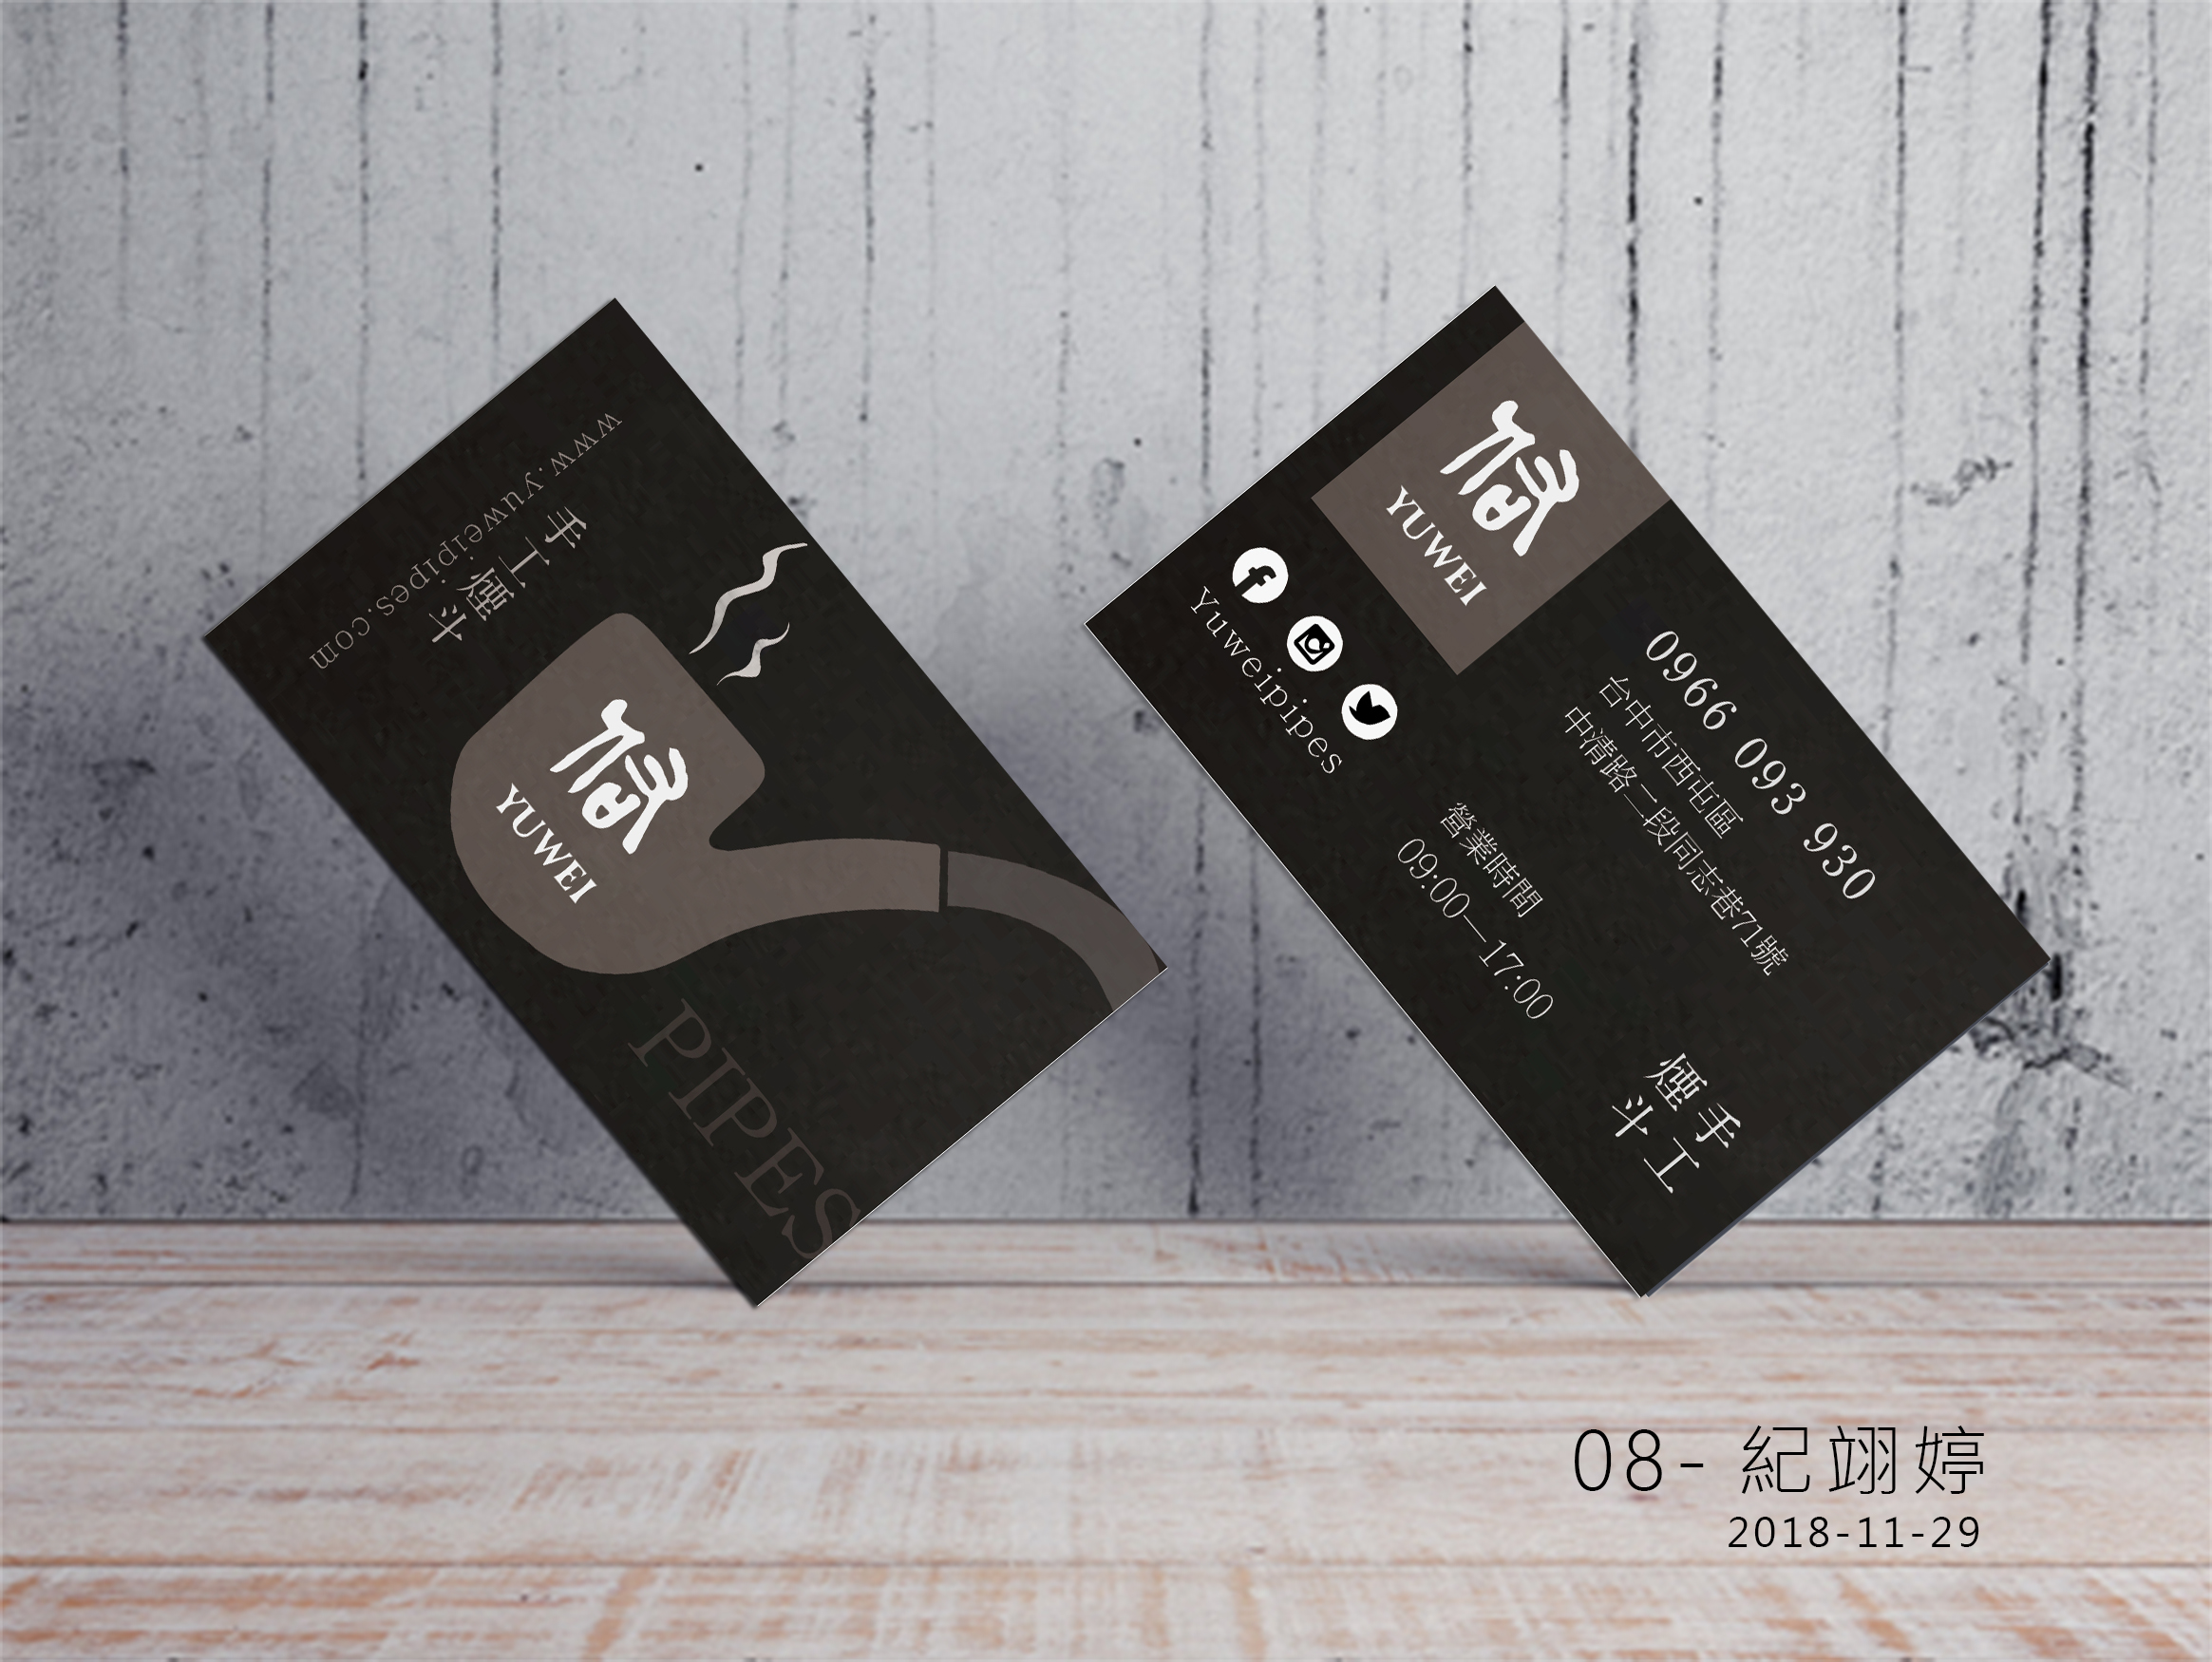 www.yuweipipes.com
手工煙斗
YUWEI
PIPES
YUWEI
Yuweipipes
0966 093 930
台中市西屯區
中清路二段同志巷71號
營業時間
09:00—17:00
手工
煙斗
08- 紀翊婷
2018-11-29